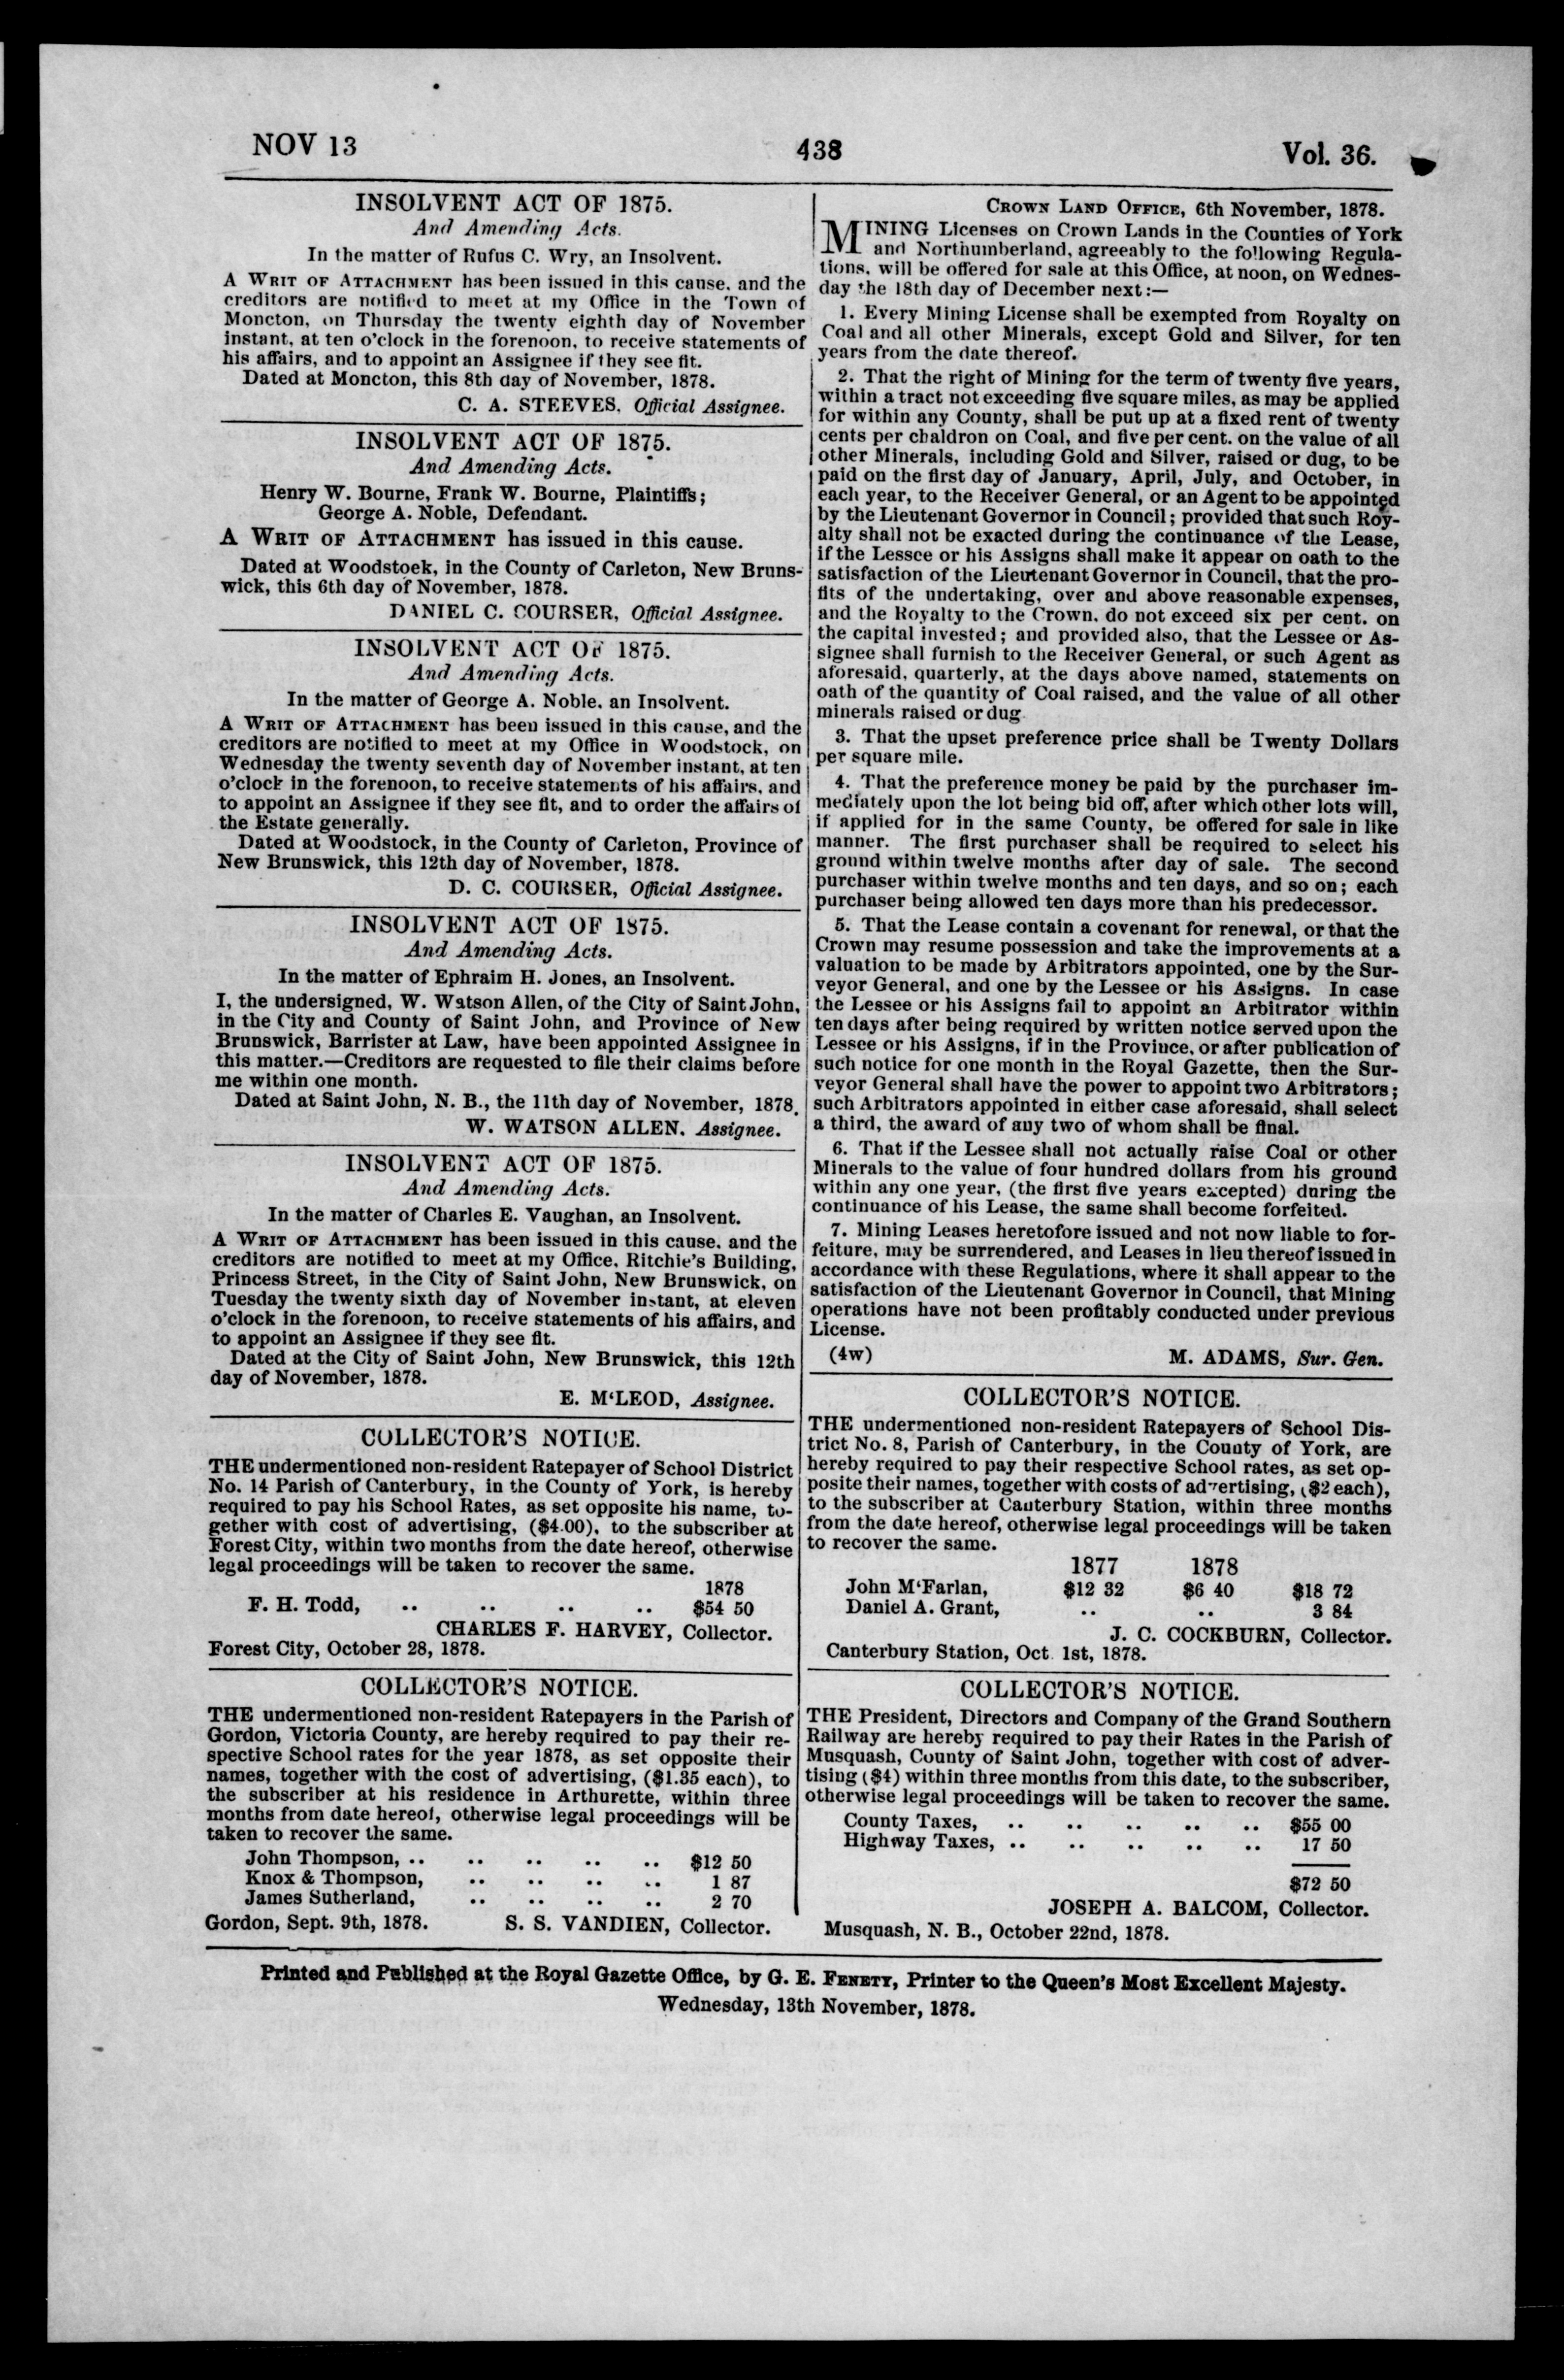 NOV 13 438 Vol. 36.
INSOLVENT ACT OF 1875.
And Amending Acts.
In the matter of Rufus C. Wry, an Insolvent.
A WRIT OF ATTACHMENT has been issued in this cause, and the
creditors are notified to meet at my Office in the Town of
Moncton, on Thursday the twenty eighth day of November
instant, at ten o'clock in the forenoon, to receive statements of
his affairs, and to appoint an Assignee if they see fit.
Dated at Moncton, this 8th day of November, 1878.
C. A. STEEVES, Official Assignee.
INSOLVENT ACT OF 1875.
And Amending Acts.
Henry W. Bourne, Frank W. Bourne, Plaintiffs;
George A. Noble, Defendant.
A WRIT OF ATTACHMENT has issued in this cause.
Dated at Woodstock, in the County of Carleton, New Bruns-
wick, this 6th day of November, 1878.
DANIEL C. COURSER, Official Assignee.
INSOLVENT ACT OF 1875.
And Amending Acts.
In the matter of George A. Noble, an Insolvent.
A WRIT OF ATTACHMENT has been issued in this cause, and the
creditors are notified to meet at my Office in Woodstock, on
Wednesday the twenty seventh day of November instant, at ten
o'clock in the forenoon, to receive statements of his affairs, and
to appoint an Assignee if they see fit, and to order the affairs of
the Estate generally.
Dated at Woodstock, in the County of Carleton, Province of
New Brunswick, this 12th day of November, 1878.
D. C. COURSER, Official Assignee.
INSOLVENT ACT OF 1875.
And Amending Acts.
In the matter of Ephraim H. Jones, an Insolvent.
I, the undersigned, W. Watson Allen, of the City of Saint John,
in the City and County of Saint John, and Province of New
Brunswick, Barrister at Law, have been appointed Assignee in
this matter.—Creditors are requested to file their claims before
me within one month.
Dated at Saint John, N. B., the 11th day of November, 1878.
W. WATSON ALLEN, Assignee.
INSOLVENT ACT OF 1875.
And Amending Acts.
In the matter of Charles E. Vaughan, an Insolvent.
A WRIT OF ATTACHMENT has been issued in this cause, and the
creditors are notified to meet at my Office, Ritchie's Building,
Princess Street, in the City of Saint John, New Brunswick, on
Tuesday the twenty sixth day of November instant, at eleven
o'clock in the forenoon, to receive statements of his affairs, and
to appoint an Assignee if they see fit.
Dated at the City of Saint John, New Brunswick, this 12th
day of November, 1878.
E. M'LEOD, Assignee.
COLLECTOR'S NOTICE.
THE undermentioned non-resident Ratepayer of School District
No. 14 Parish of Canterbury, in the County of York, is hereby
required to pay his School Rates, as set opposite his name, to-
gether with cost of advertising, ($4.00), to the subscriber at
Forest City, within two months from the date hereof, otherwise
legal proceedings will be taken to recover the same.
1878
F. H. Todd, .. .. .. .. $54 50
CHARLES F. HARVEY, Collector.
Forest City, October 28, 1878.
COLLECTOR'S NOTICE.
THE undermentioned non-resident Ratepayers in the Parish of
Gordon, Victoria County, are hereby required to pay their re-
spective School rates for the year 1878, as set opposite their
names, together with the cost of advertising, ($1.35 each), to
the subscriber at his residence in Arthurette, within three
months from date hereof, otherwise legal proceedings will be
taken to recover the same.
John Thompson, .. .. .. .. .. $12 50
Knox & Thompson, .. .. .. .. 1 87
James Sutherland, .. .. .. .. 2 70
Gordon, Sept. 9th, 1878. S. S. VANDIEN, Collector.
CROWN LAND OFFICE, 6th November, 1878.
MINING Licenses on Crown Lands in the Counties of York
and Northumberland, agreeably to the following Regula-
tions, will be offered for sale at this Office, at noon, on Wednes-
day the 18th day of December next:—
1. Every Mining License shall be exempted from Royalty on
Coal and all other Minerals, except Gold and Silver, for ten
years from the date thereof.
2. That the right of Mining for the term of twenty five years,
within a tract not exceeding five square miles, as may be applied
for within any County, shall be put up at a fixed rent of twenty
cents per chaldron on Coal, and five per cent. on the value of all
other Minerals, including Gold and Silver, raised or dug, to be
paid on the first day of January, April, July, and October, in
each year, to the Receiver General, or an Agent to be appointed
by the Lieutenant Governor in Council; provided that such Roy-
alty shall not be exacted during the continuance of the Lease,
if the Lessee or his Assigns shall make it appear on oath to the
satisfaction of the Lieutenant Governor in Council, that the pro-
fits of the undertaking, over and above reasonable expenses,
and the Royalty to the Crown, do not exceed six per cent. on
the capital invested; and provided also, that the Lessee or As-
signee shall furnish to the Receiver General, or such Agent as
aforesaid, quarterly, at the days above named, statements on
oath of the quantity of Coal raised, and the value of all other
minerals raised or dug
3. That the upset preference price shall be Twenty Dollars
per square mile.
4. That the preference money be paid by the purchaser im-
mediately upon the lot being bid off, after which other lots will,
if applied for in the same County, be offered for sale in like
manner. The first purchaser shall be required to select his
ground within twelve months after day of sale. The second
purchaser within twelve months and ten days, and so on; each
purchaser being allowed ten days more than his predecessor.
5. That the Lease contain a covenant for renewal, or that the
Crown may resume possession and take the improvements at a
valuation to be made by Arbitrators appointed, one by the Sur-
veyor General, and one by the Lessee or his Assigns. In case
the Lessee or his Assigns fail to appoint an Arbitrator within
ten days after being required by written notice served upon the
Lessee or his Assigns, if in the Province, or after publication of
such notice for one month in the Royal Gazette, then the Sur-
veyor General shall have the power to appoint two Arbitrators;
such Arbitrators appointed in either case aforesaid, shall select
a third, the award of any two of whom shall be final.
6. That if the Lessee shall not actually raise Coal or other
Minerals to the value of four hundred dollars from his ground
within any one year, (the first five years excepted) during the
continuance of his Lease, the same shall become forfeited.
7. Mining Leases heretofore issued and not now liable to for-
feiture, may be surrendered, and Leases in lieu thereof issued in
accordance with these Regulations, where it shall appear to the
satisfaction of the Lieutenant Governor in Council, that Mining
operations have not been profitably conducted under previous
License.
(4w) M. ADAMS, Sur. Gen.
COLLECTOR'S NOTICE.
THE undermentioned non-resident Ratepayers of School Dis-
trict No. 8, Parish of Canterbury, in the County of York, are
hereby required to pay their respective School rates, as set op-
posite their names, together with costs of advertising, ($2 each),
to the subscriber at Canterbury Station, within three months
from the date hereof, otherwise legal proceedings will be taken
to recover the same.
1877 1878
John M'Farlan, $12 32 $6 40 $18 72
Daniel A. Grant, .. .. 3 84
J. C. COCKBURN, Collector.
Canterbury Station, Oct. 1st, 1878.
COLLECTOR'S NOTICE.
THE President, Directors and Company of the Grand Southern
Railway are hereby required to pay their Rates in the Parish of
Musquash, County of Saint John, together with cost of adver-
tising ($4) within three months from this date, to the subscriber,
otherwise legal proceedings will be taken to recover the same.
County Taxes, .. .. .. .. .. $55 00
Highway Taxes, .. .. .. .. .. 17 50
$72 50
JOSEPH A. BALCOM, Collector.
Musquash, N. B., October 22nd, 1878.
Printed and Published at the Royal Gazette Office, by G. E. FENETY, Printer to the Queen's Most Excellent Majesty.
Wednesday, 13th November, 1878.